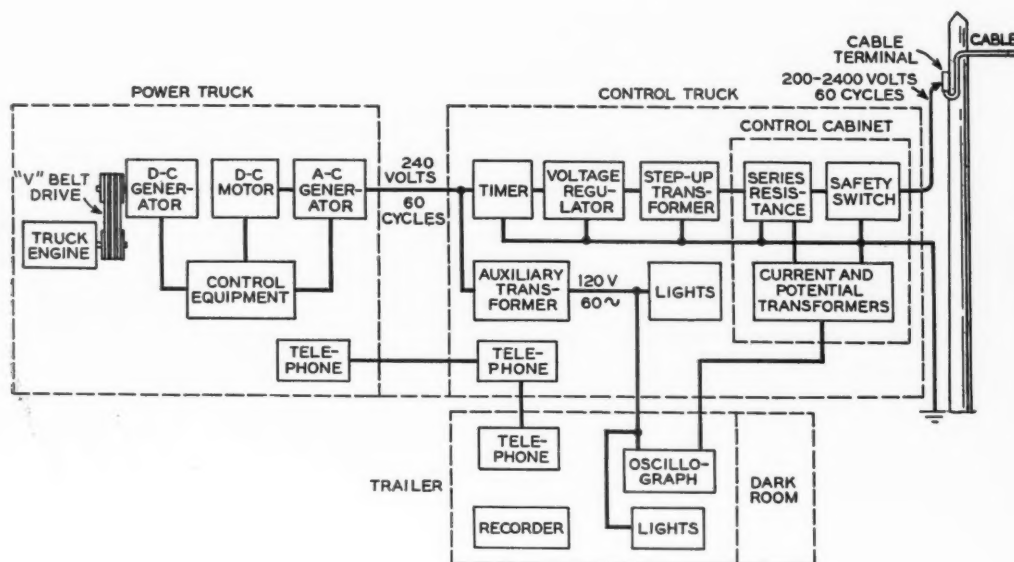 CABLE
TERMINAL
CABLE
200-2400 VOLTS
60 CYCLES
POWER TRUCK
CONTROL TRUCK
CONTROL CABINET
"V" BELT
DRIVE
D-C
GENER-
ATOR
D-C
MOTOR
A-C
GENER-
ATOR
240
VOLTS
60
CYCLES
TIMER
VOLTAGE
REGU-
LATOR
STEP-UP
TRANS-
FORMER
SERIES
RESIS-
TANCE
SAFETY
SWITCH
TRUCK
ENGINE
CONTROL
EQUIPMENT
AUXILIARY
TRANS-
FORMER
120 V
60~
LIGHTS
CURRENT AND
POTENTIAL
TRANSFORMERS
TELE-
PHONE
TELE-
PHONE
TELE-
PHONE
TRAILER
OSCILLO-
GRAPH
DARK
ROOM
RECORDER
LIGHTS